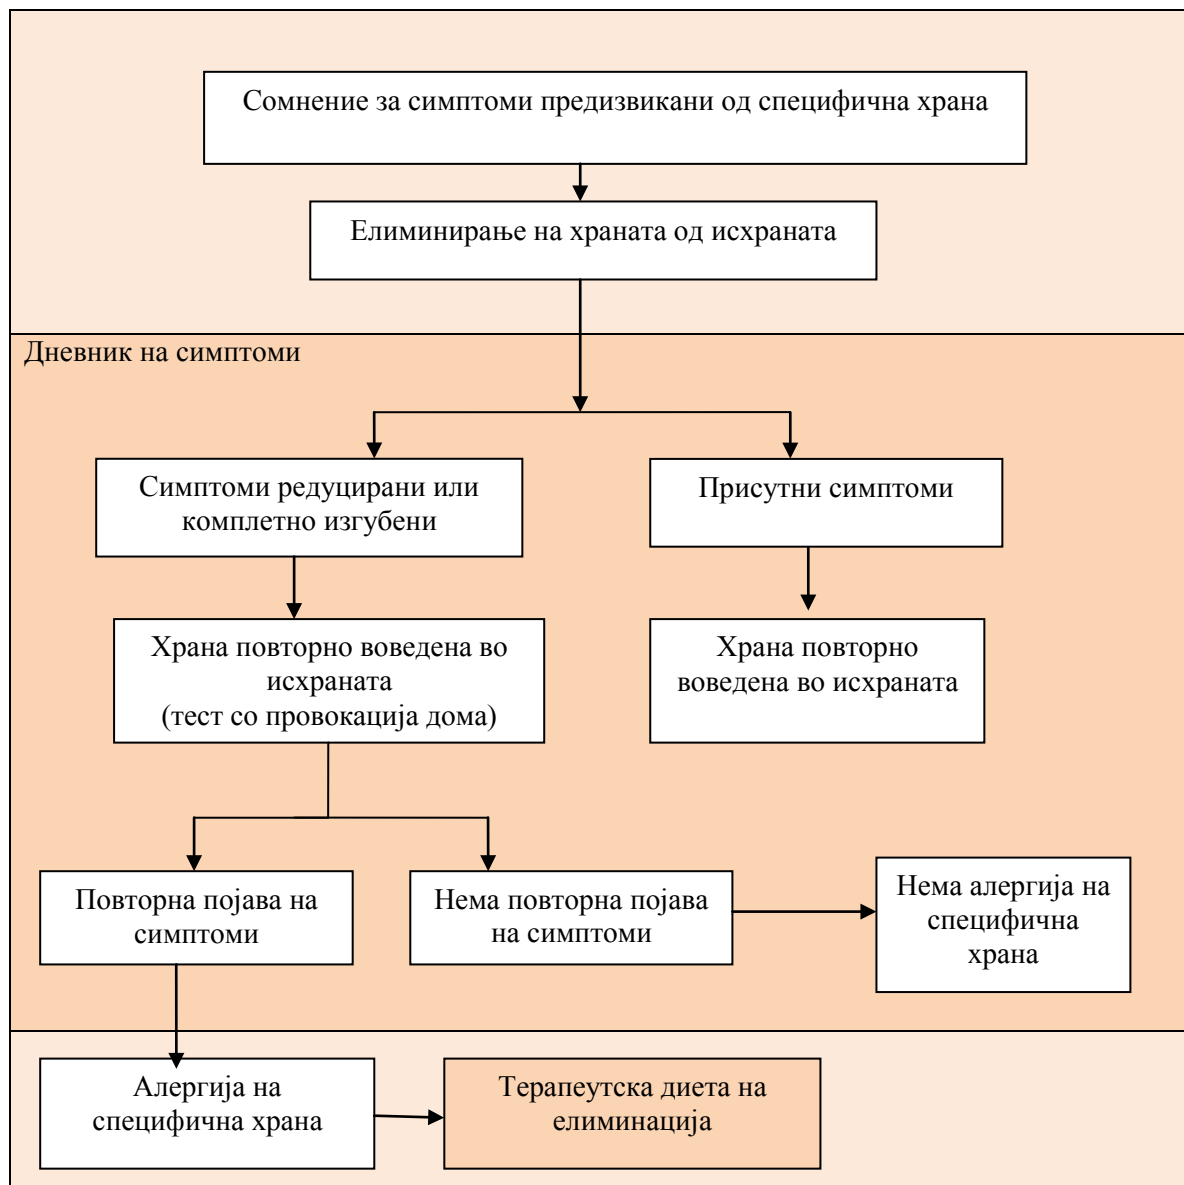 Сомнение за симптоми предизвикани од специфична храна
Елиминирање на храната од исхраната
Дневник на симптоми
Симптоми редуцирани или
комплетно изгубени
Присутни симптоми
Храна повторно воведена во
исхраната
(тест со провокација дома)
Храна повторно
воведена во исхраната
Повторна појава на
симптоми
Нема повторна појава
на симптоми
Нема алергија на
специфична
храна
Алергија на
специфична храна
Терапеутска диета на
елиминација